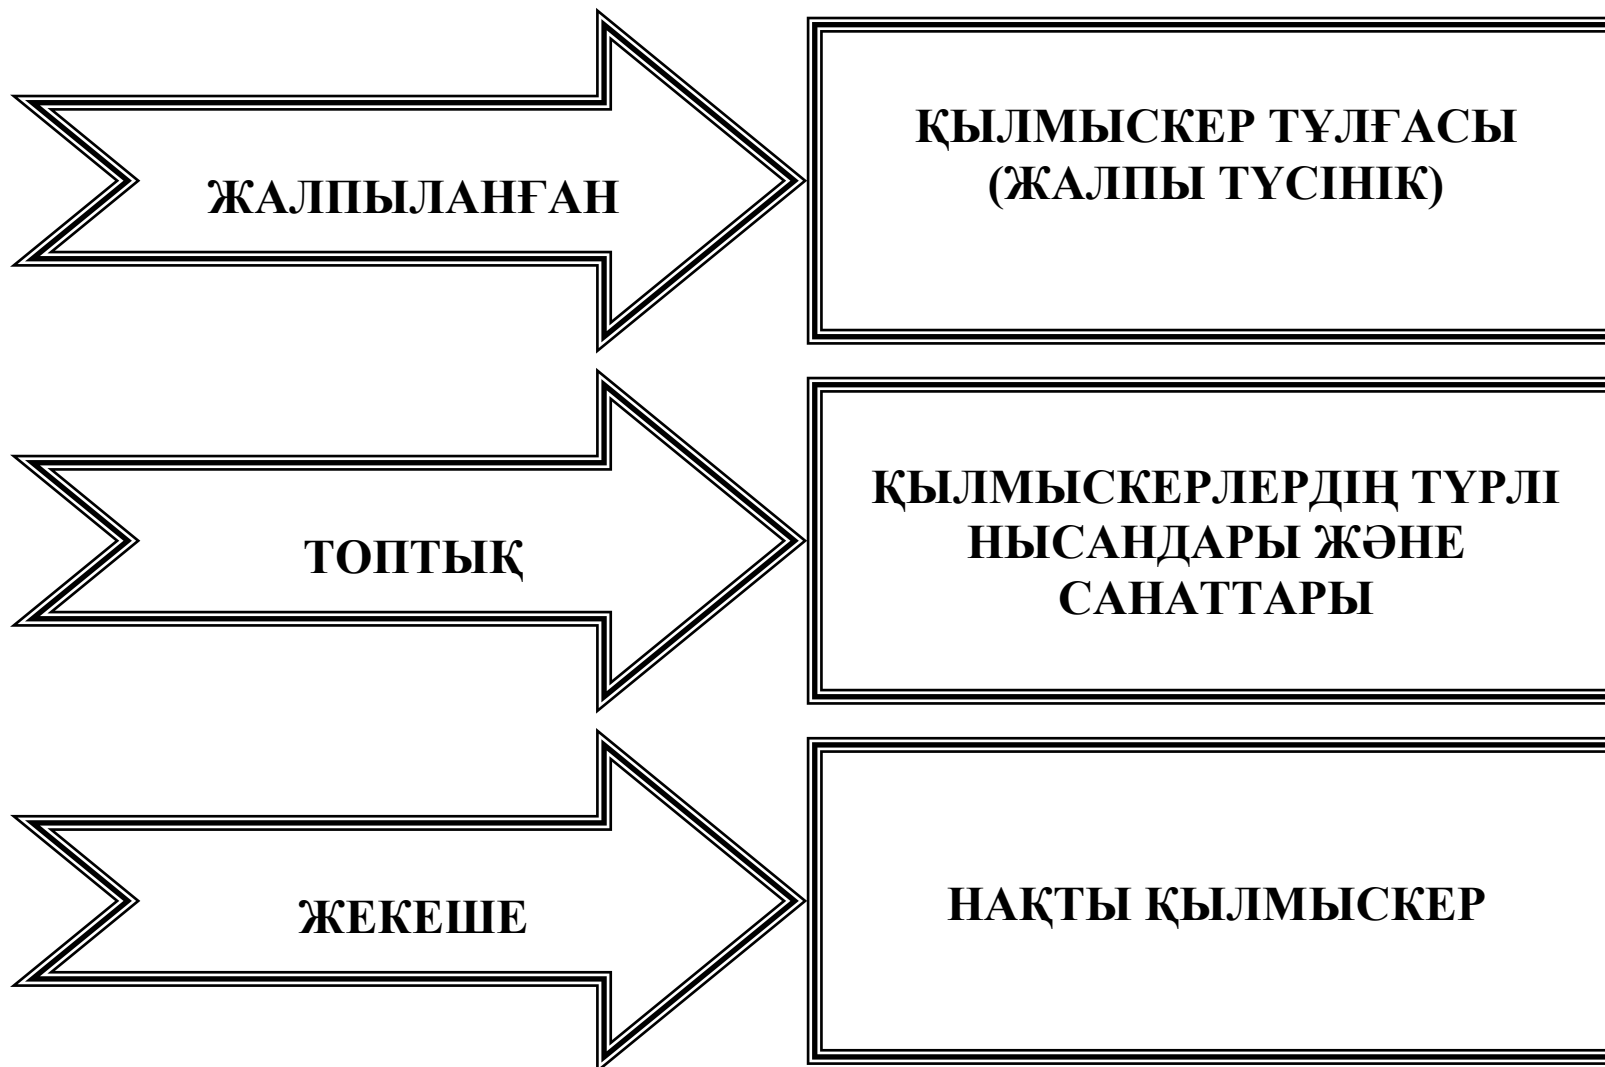 ЖАЛПЫЛАНҒАН
ҚЫЛМЫСКЕР ТҰЛҒАСЫ
(ЖАЛПЫ ТҮСІНІК)
ТОПТЫҚ
ҚЫЛМЫСКЕРЛЕРДІҢ ТҮРЛІ
НЫСАНДАРЫ ЖӘНЕ
САНАТТАРЫ
ЖЕКЕШЕ
НАҚТЫ ҚЫЛМЫСКЕР